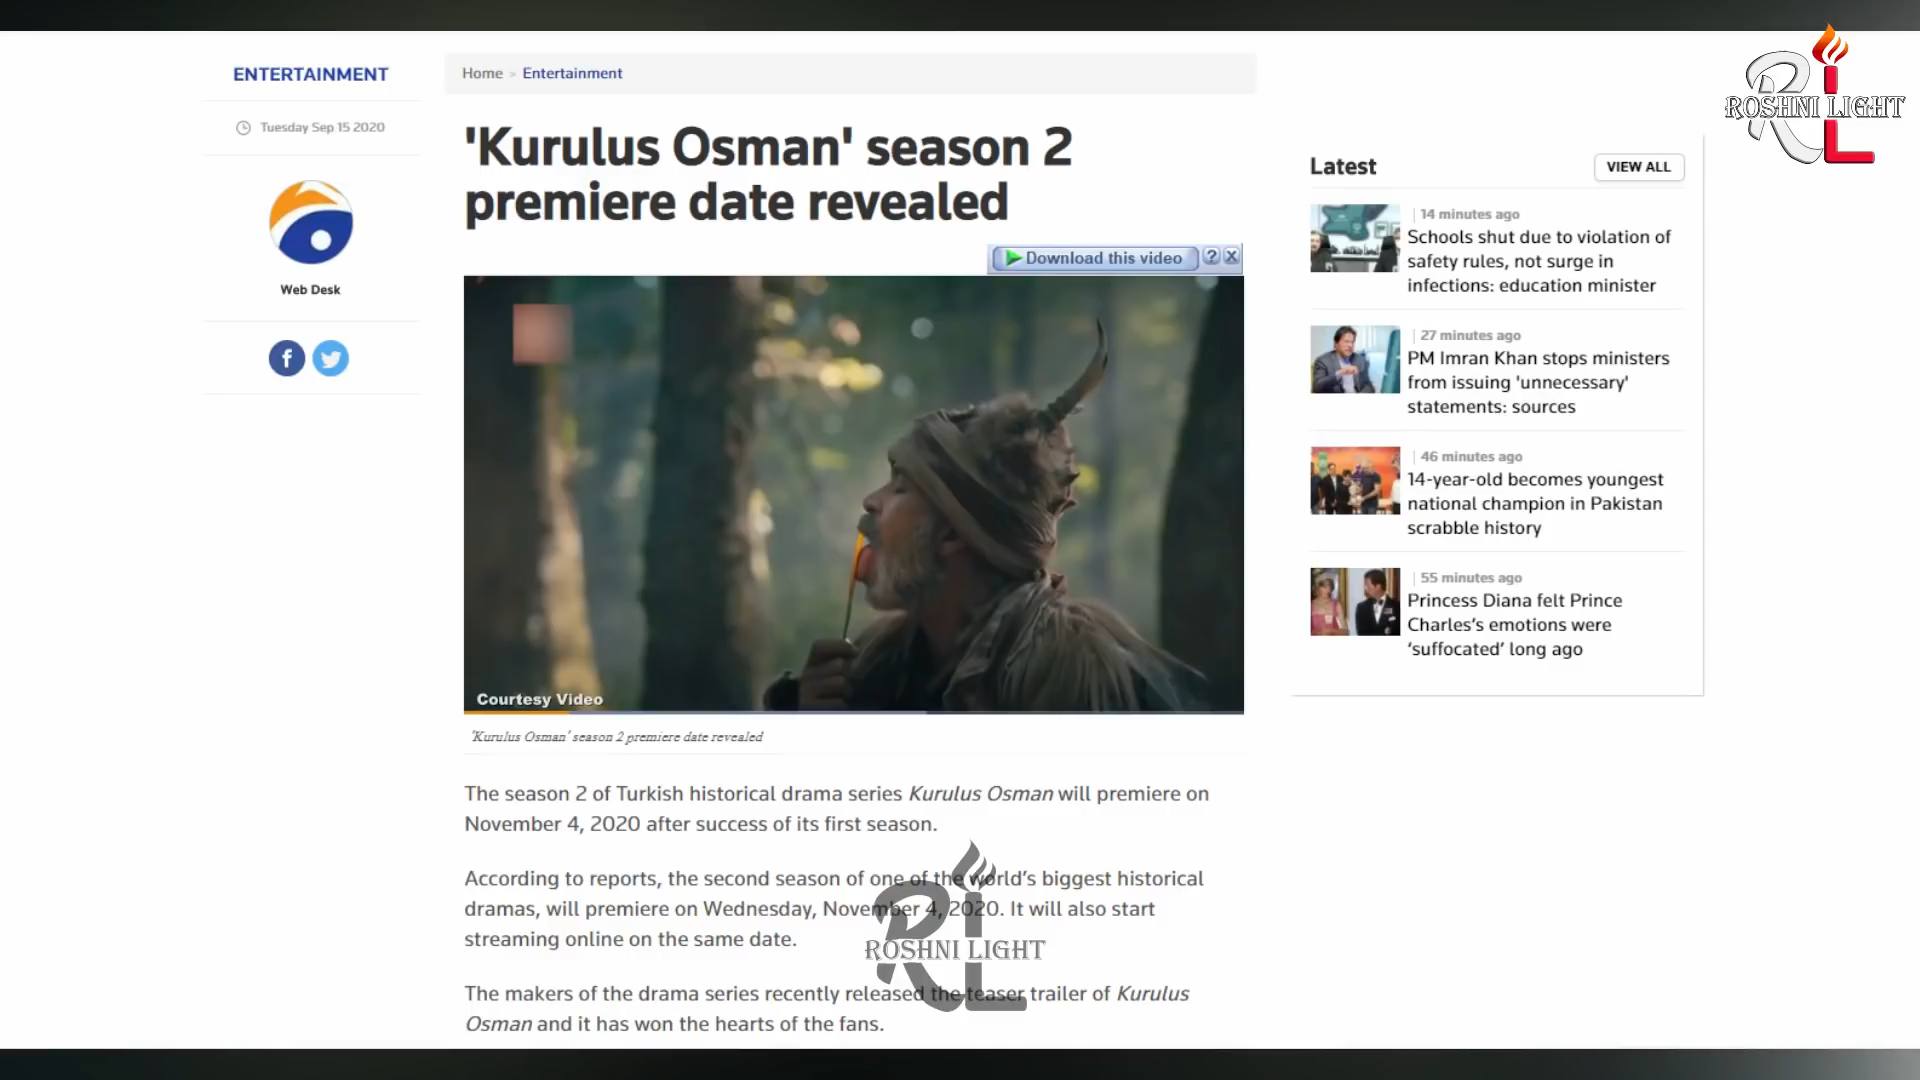 ENTERTAINMENT
Tuesday Sep 15 2020
Web Desk
Home > Entertainment
'Kurulus Osman' season 2
premiere date revealed
Download this video ? X
Courtesy Video
'Kurulus Osman' season 2 premiere date revealed
The season 2 of Turkish historical drama series Kurulus Osman will premiere on
November 4, 2020 after success of its first season.
According to reports, the second season of one of the world’s biggest historical
dramas, will premiere on Wednesday, November 4, 2020. It will also start
streaming online on the same date.
The makers of the drama series recently released the teaser trailer of Kurulus
Osman and it has won the hearts of the fans.
ROSHNI LIGHT
RL
ROSHNI LIGHT
RL
Latest
VIEW ALL
| 14 minutes ago
Schools shut due to violation of
safety rules, not surge in
infections: education minister
| 27 minutes ago
PM Imran Khan stops ministers
from issuing 'unnecessary'
statements: sources
| 46 minutes ago
14-year-old becomes youngest
national champion in Pakistan
scrabble history
| 55 minutes ago
Princess Diana felt Prince
Charles’s emotions were
‘suffocated’ long ago